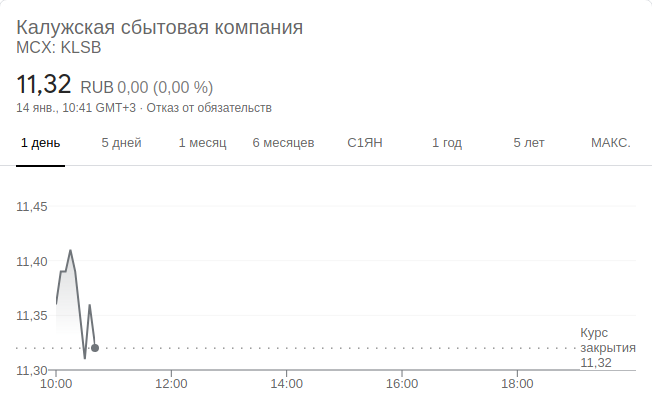 Калужская сбытовая компания
MCX: KLSB
11,32 RUB 0,00 (0,00 %)
14 янв., 10:41 GMT+3 · Отказ от обязательств
1 день 5 дней 1 месяц 6 месяцев С1ЯН 1 год 5 лет МАКС.
11,45
11,40
11,35
11,30
Курс
закрытия
11,32
10:00 12:00 14:00 16:00 18:00